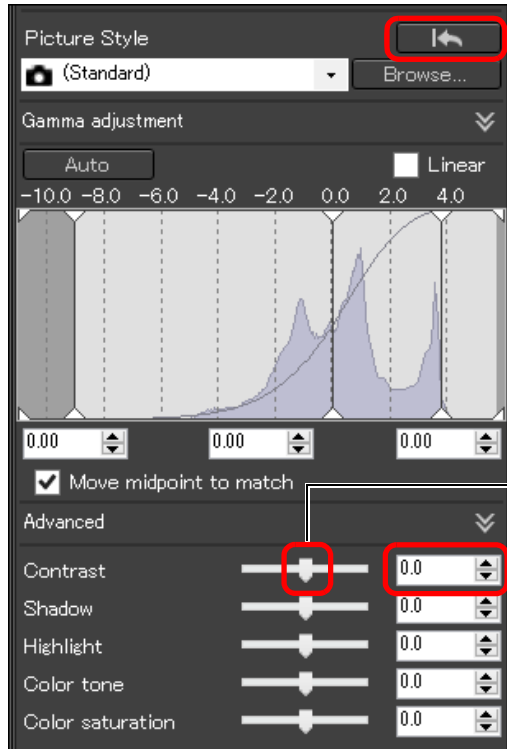 Picture Style
(Standard)
Browse...
Gamma adjustment
Auto
Linear
-10.0 -8.0 -6.0 -4.0 -2.0 0.0 2.0 4.0
0.00 0.00 0.00
Move midpoint to match
Advanced
Contrast 0.0
Shadow 0.0
Highlight 0.0
Color tone 0.0
Color saturation 0.0